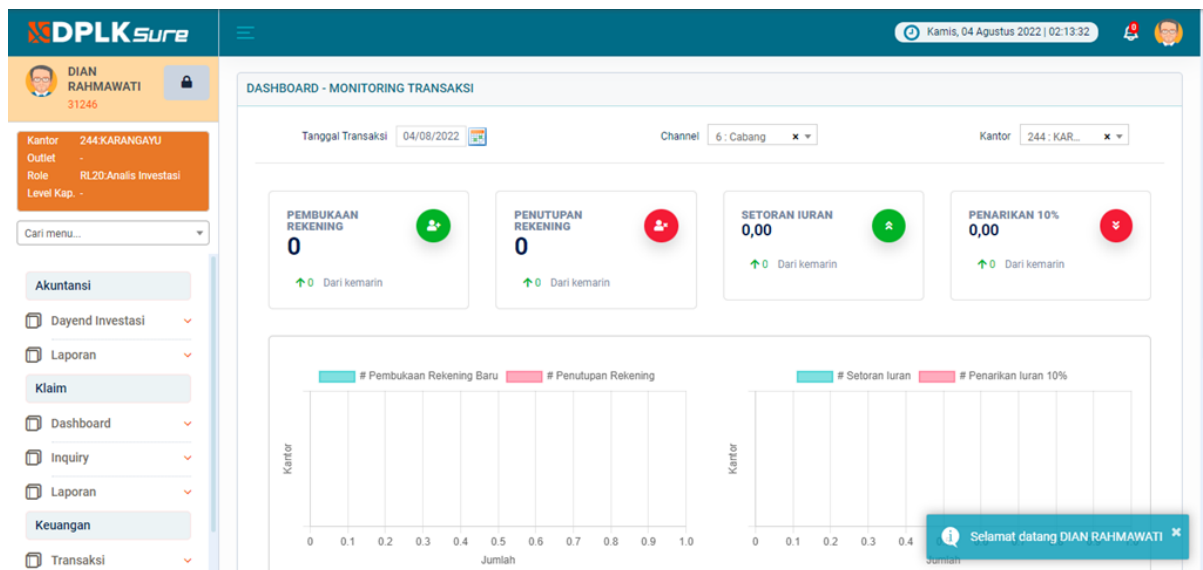 DPLK Sure
Kamis, 04 Agustus 2022 | 02:13:32
DIAN
RAHMAWATI
31246
Kantor 244:KARANGAYU
Outlet -
Role RL20:Analis Investasi
Level Kap. -
Cari menu...
Akuntansi
Dayend Investasi
Laporan
Klaim
Dashboard
Inquiry
Laporan
Keuangan
Transaksi
DASHBOARD - MONITORING TRANSAKSI
Tanggal Transaksi 04/08/2022 Channel 6 : Cabang x Kantor 244 : KAR... x
PEMBUKAAN
REKENING
0
0 Dari kemarin
PENUTUPAN
REKENING
0
0 Dari kemarin
SETORAN IURAN
0,00
0 Dari kemarin
PENARIKAN 10%
0,00
0 Dari kemarin
# Pembukaan Rekening Baru # Penutupan Rekening
Kantor
0 0.1 0.2 0.3 0.4 0.5 0.6 0.7 0.8 0.9 1.0
Jumlah
# Setoran Iuran # Penarikan Iuran 10%
Kantor
0 0.1 0.2 0.3 0.4
Jumlah
Selamat datang DIAN RAHMAWATI ×